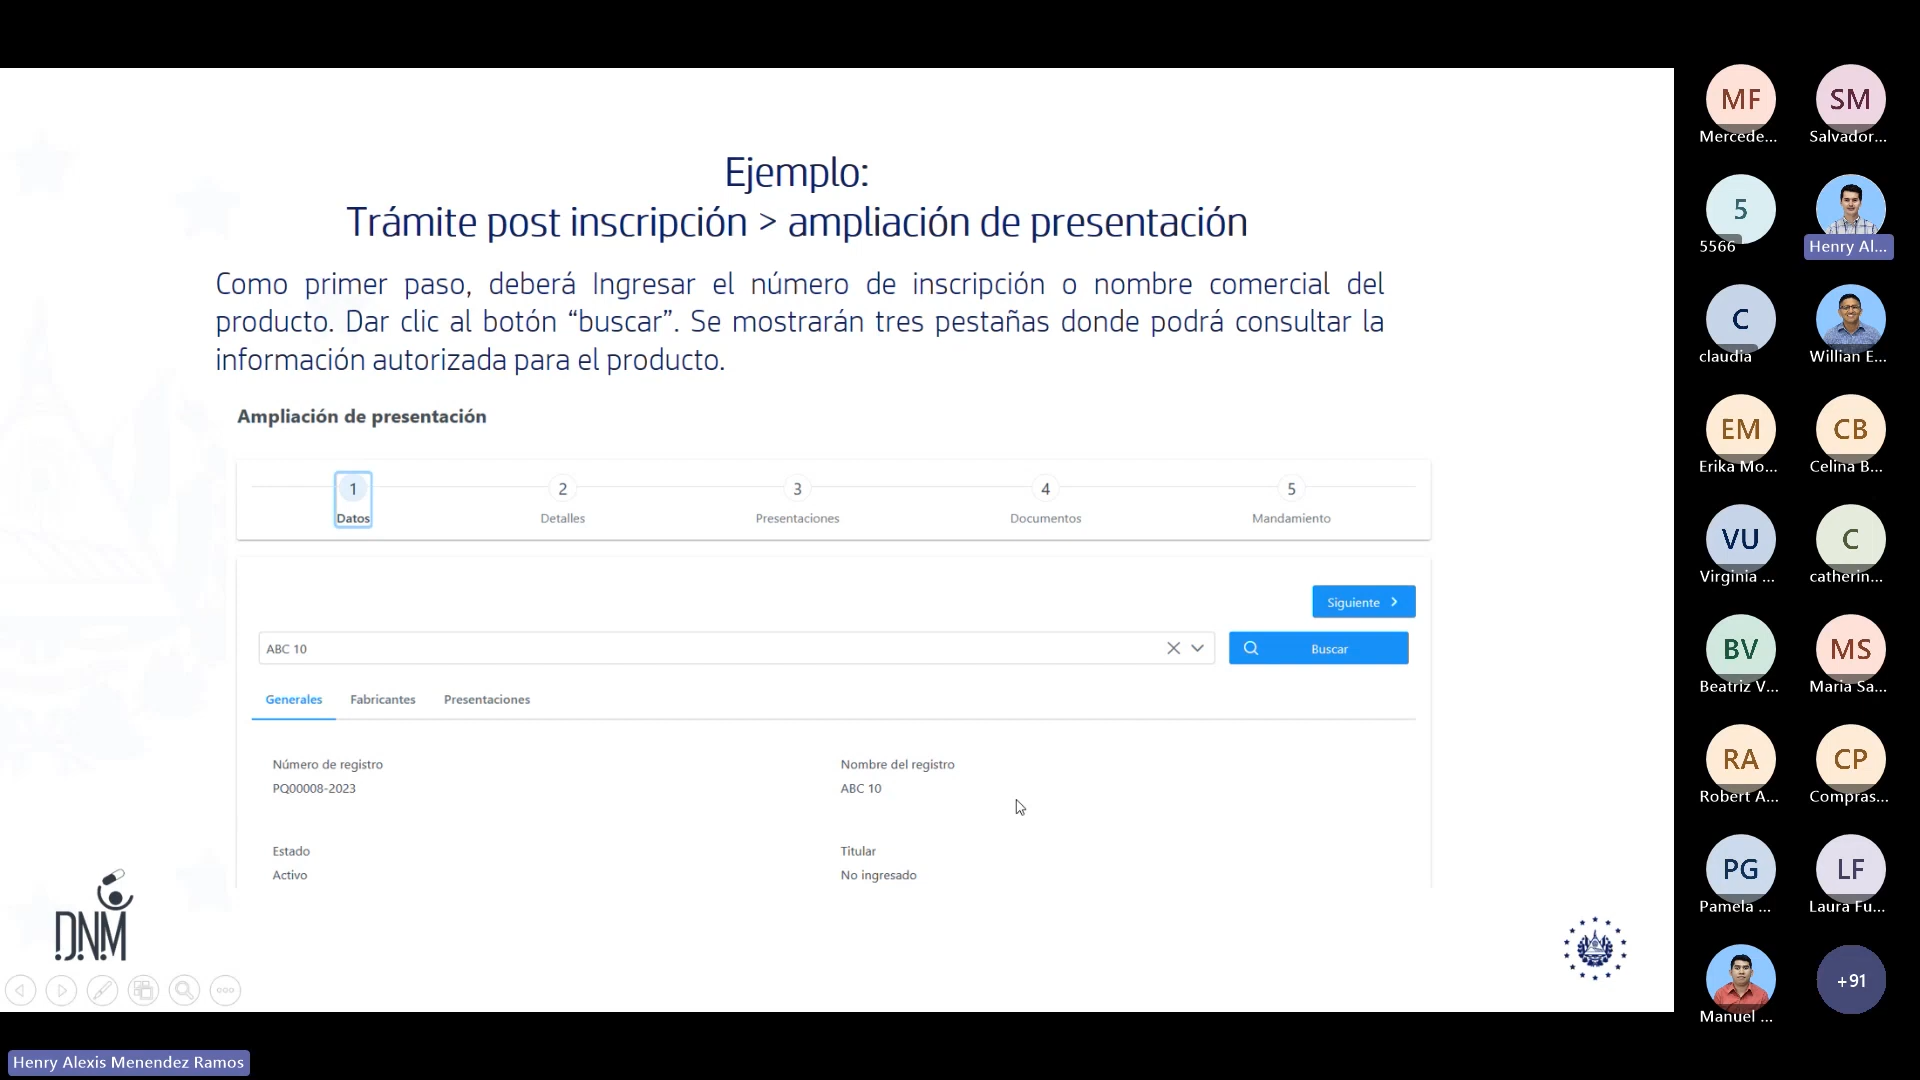 Ejemplo:
Trámite post inscripción > ampliación de presentación
Como primer paso, deberá Ingresar el número de inscripción o nombre comercial del
producto. Dar clic al botón “buscar”. Se mostrarán tres pestañas donde podrá consultar la
información autorizada para el producto.
Ampliación de presentación
1 2 3 4 5
Datos Detalles Presentaciones Documentos Mandamiento
Siguiente
ABC 10 Buscar
Generales Fabricantes Presentaciones
Número de registro Nombre del registro
PQ00008-2023 ABC 10
Estado Titular
Activo No ingresado
DNM
Henry Alexis Menendez Ramos
MF SM
Mercede... Salvador...
5
5566 Henry Al...
C
claudia Willian E...
EM CB
Erika Mo... Celina B...
VU C
Virginia ... catherin...
BV MS
Beatriz V... Maria Sa...
RA CP
Robert A... Compras...
PG LF
Pamela ... Laura Fu...
+91
Manuel ...